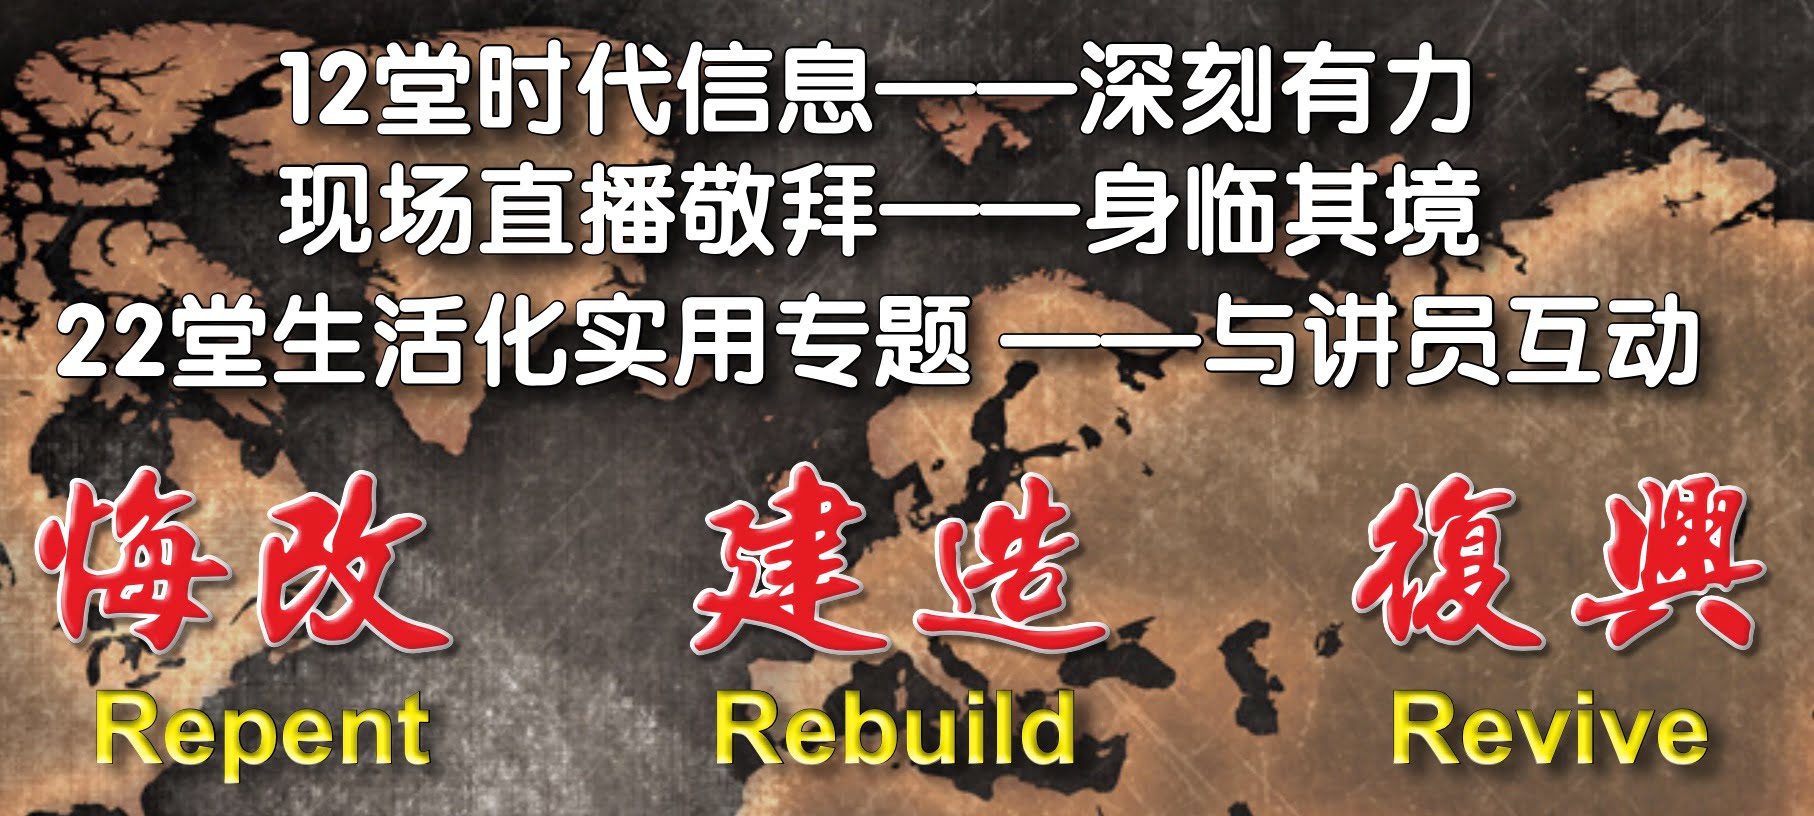 12堂时代信息——深刻有力
现场直播敬拜——身临其境
22堂生活化实用专题 ——与讲员互动
悔改 建造 復興
Repent Rebuild Revive